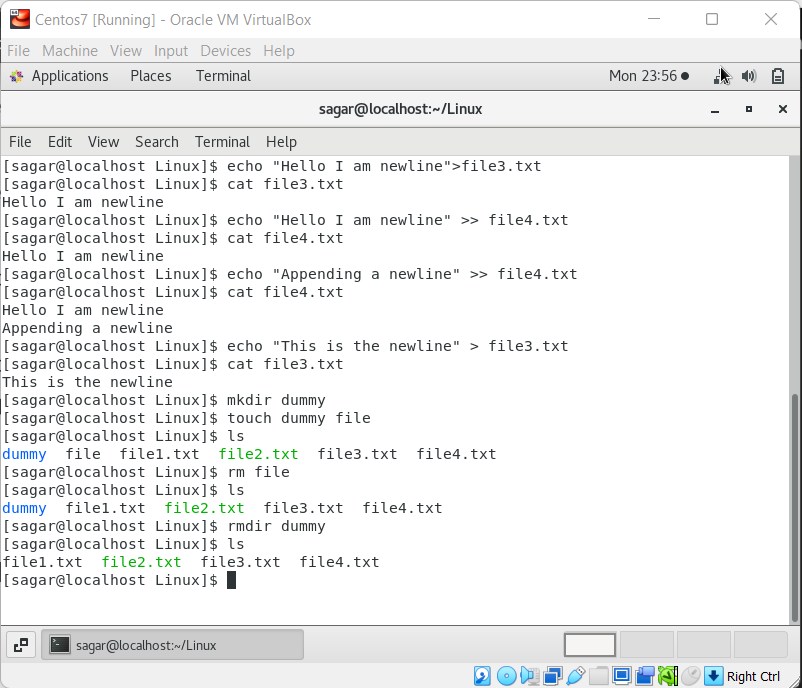 Centos7 [Running] - Oracle VM VirtualBox
File Machine View Input Devices Help
Applications Places Terminal Mon 23:56
sagar@localhost:~/Linux
File Edit View Search Terminal Help
[sagar@localhost Linux]$ echo "Hello I am newline">file3.txt
[sagar@localhost Linux]$ cat file3.txt
Hello I am newline
[sagar@localhost Linux]$ echo "Hello I am newline" >> file4.txt
[sagar@localhost Linux]$ cat file4.txt
Hello I am newline
[sagar@localhost Linux]$ echo "Appending a newline" >> file4.txt
[sagar@localhost Linux]$ cat file4.txt
Hello I am newline
Appending a newline
[sagar@localhost Linux]$ echo "This is the newline" > file3.txt
[sagar@localhost Linux]$ cat file3.txt
This is the newline
[sagar@localhost Linux]$ mkdir dummy
[sagar@localhost Linux]$ touch dummy file
[sagar@localhost Linux]$ ls
dummy  file  file1.txt  file2.txt  file3.txt  file4.txt
[sagar@localhost Linux]$ rm file
[sagar@localhost Linux]$ ls
dummy  file1.txt  file2.txt  file3.txt  file4.txt
[sagar@localhost Linux]$ rmdir dummy
[sagar@localhost Linux]$ ls
file1.txt  file2.txt  file3.txt  file4.txt
[sagar@localhost Linux]$
sagar@localhost:~/Linux
Right Ctrl